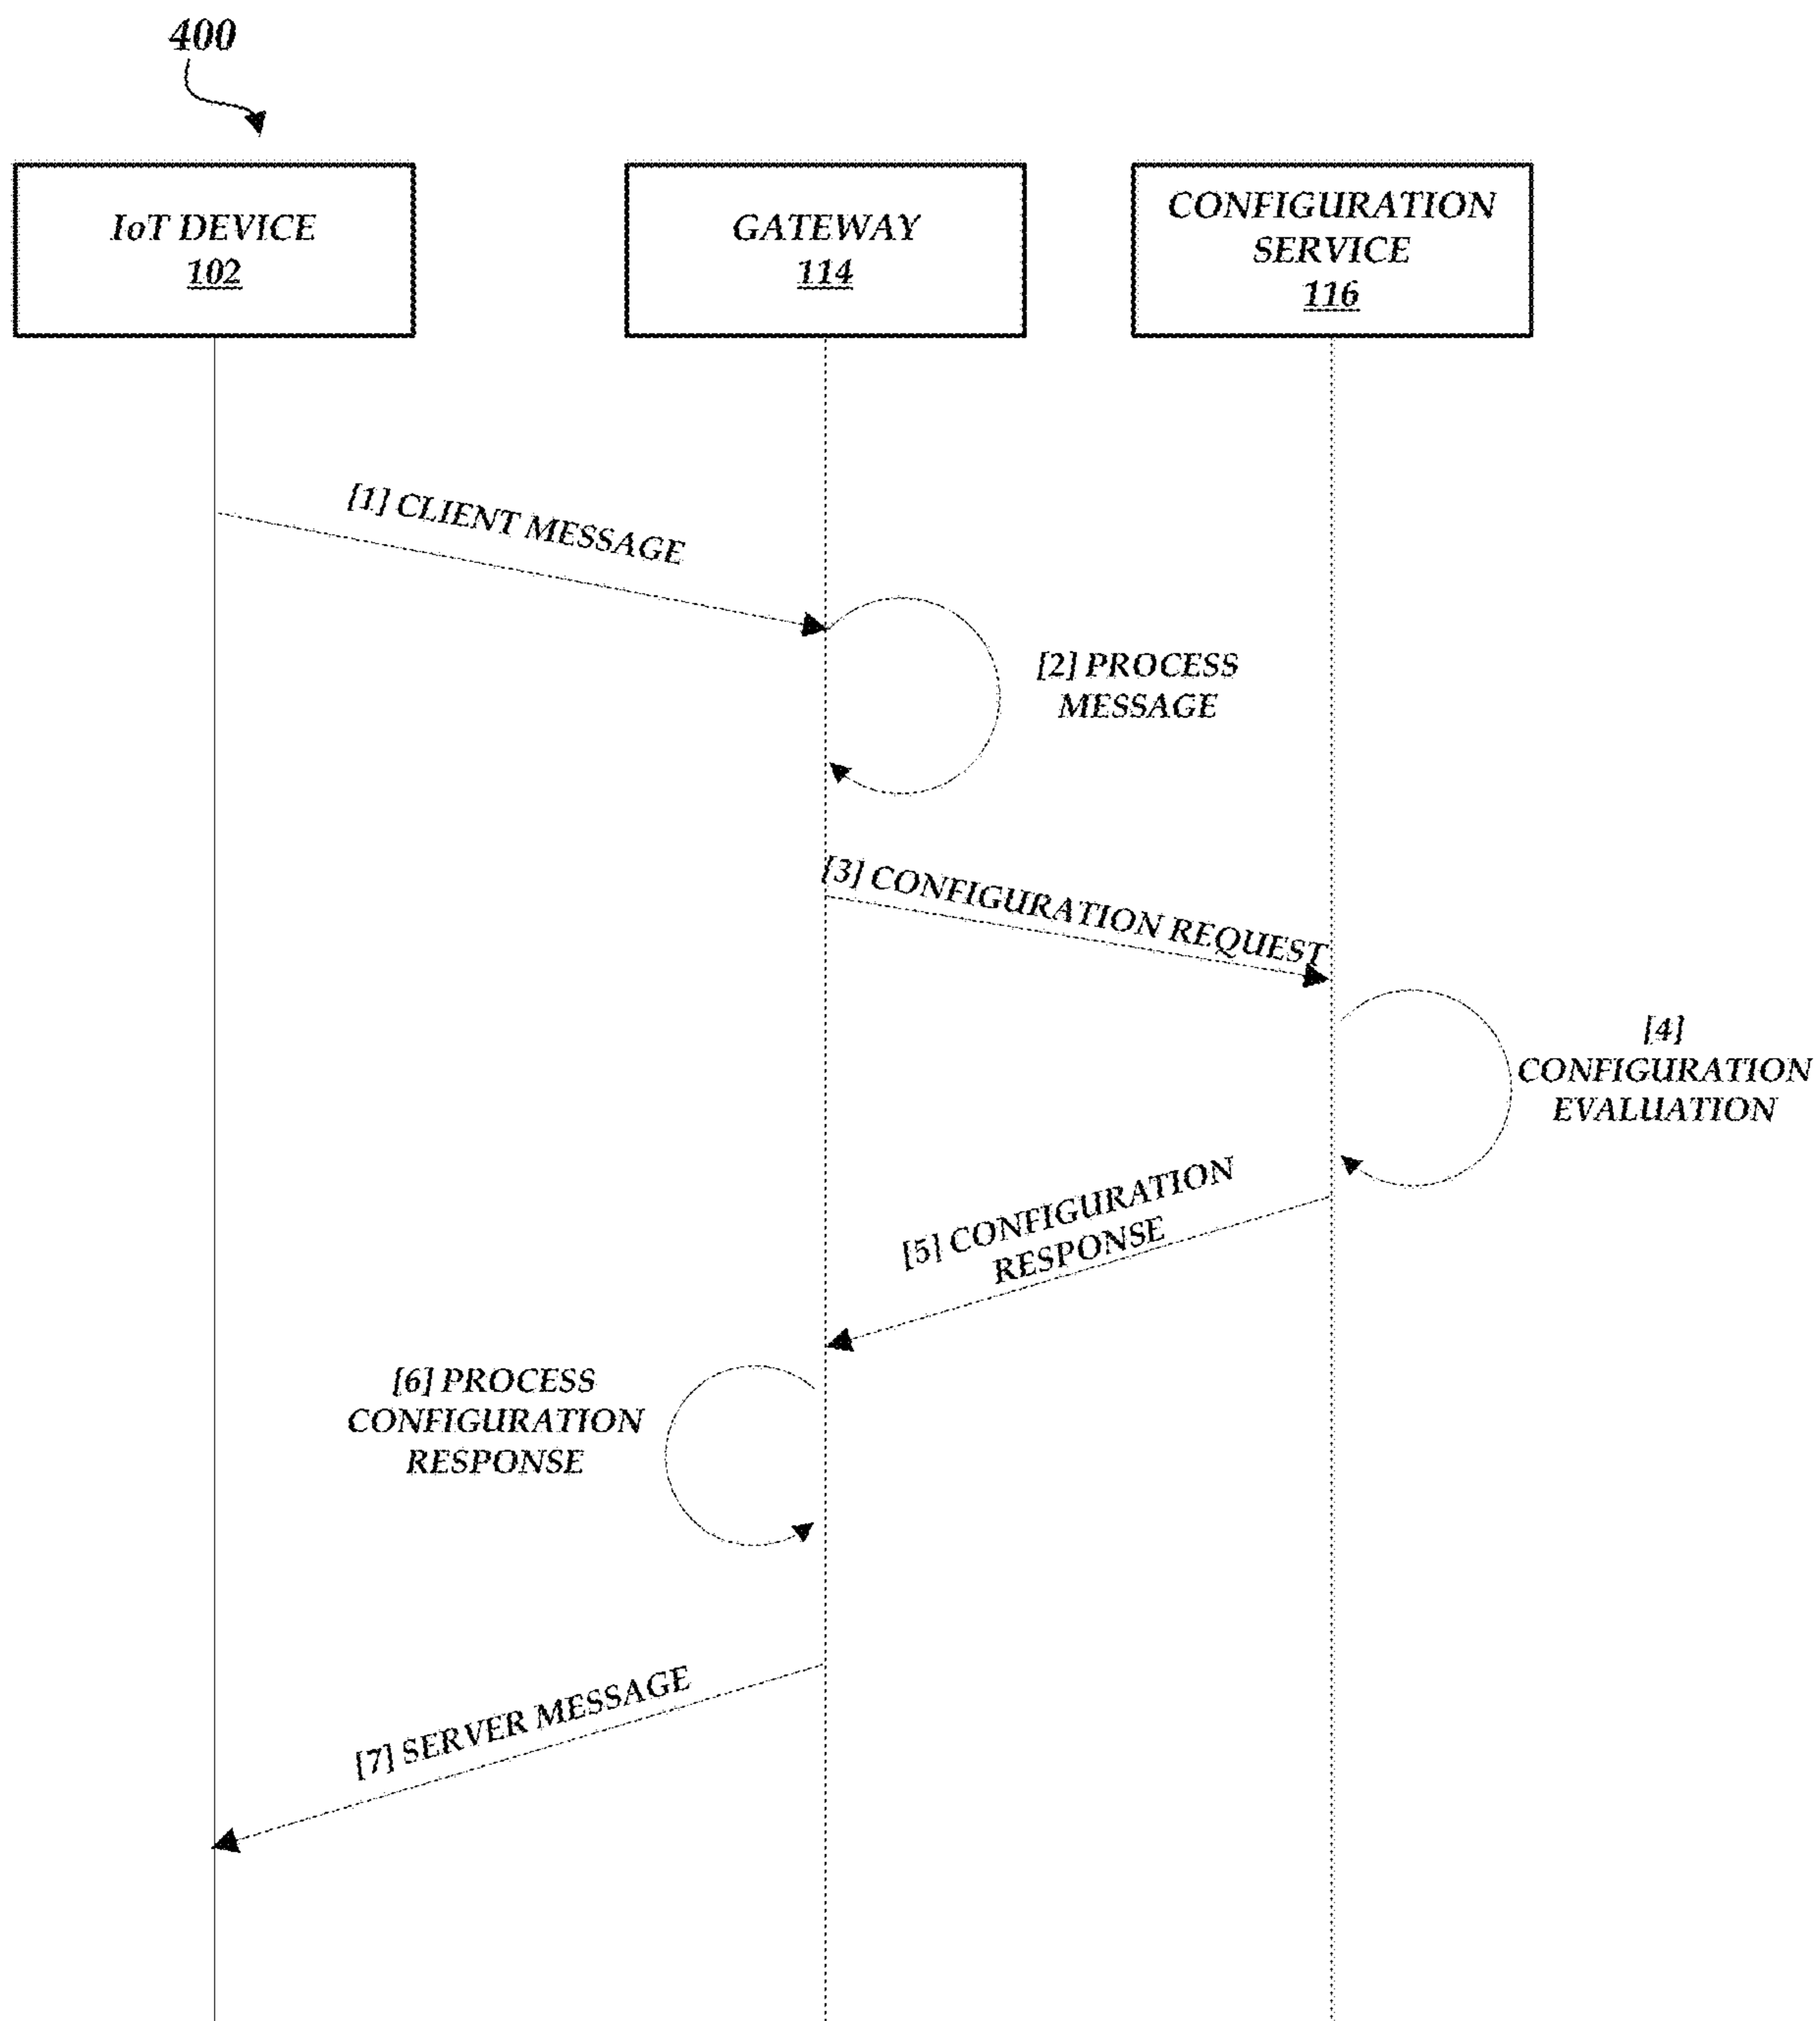 400
IoT DEVICE
102
GATEWAY
114
CONFIGURATION
SERVICE
116
[1] CLIENT MESSAGE
[2] PROCESS
MESSAGE
[3] CONFIGURATION REQUEST
[4]
CONFIGURATION
EVALUATION
[5] CONFIGURATION
RESPONSE
[6] PROCESS
CONFIGURATION
RESPONSE
[7] SERVER MESSAGE